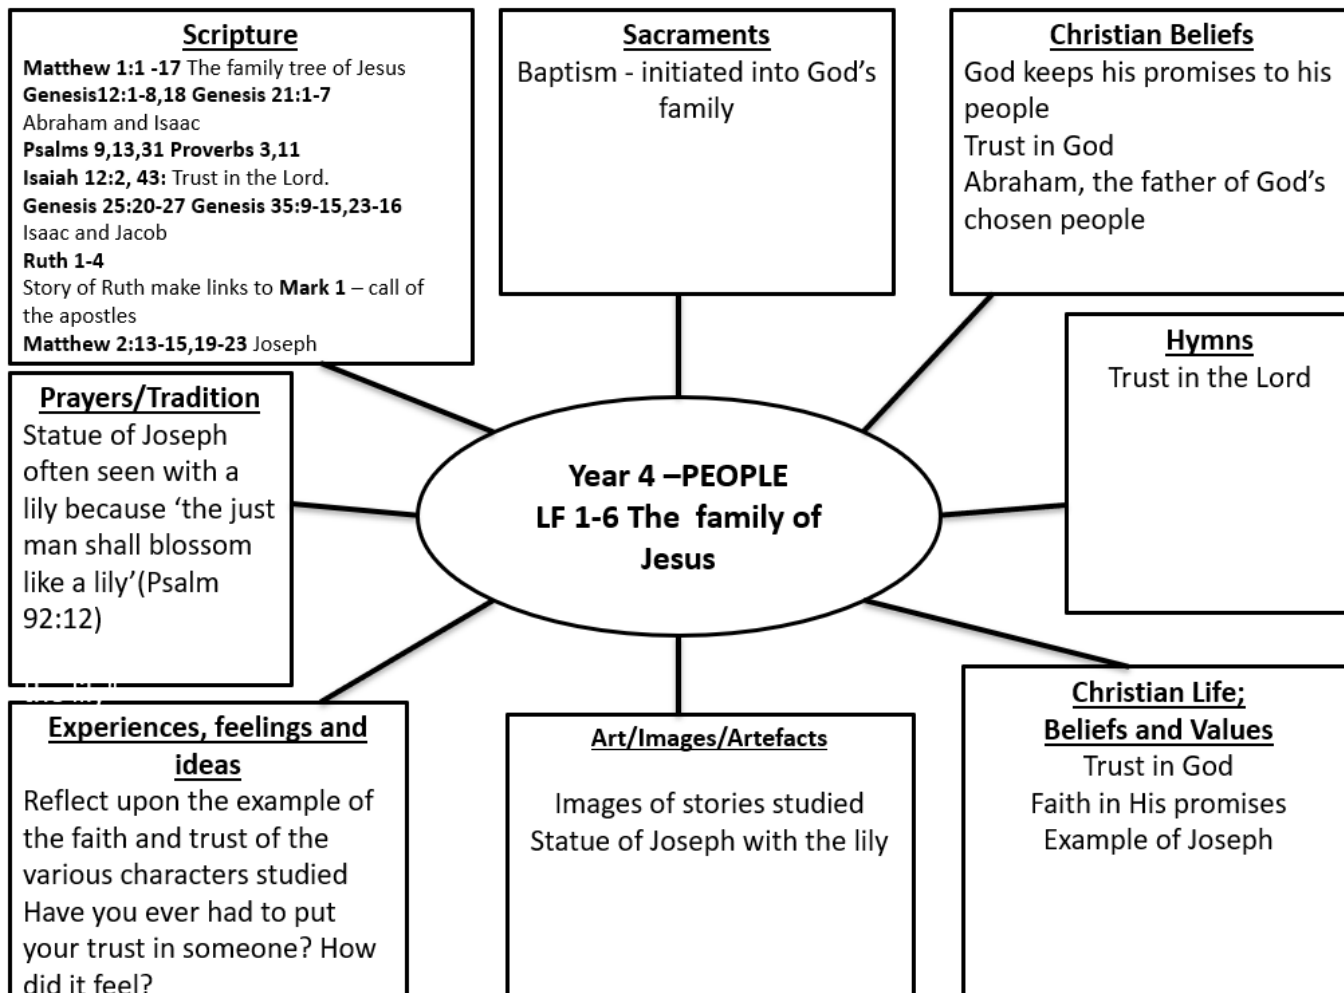 Scripture
Matthew 1:1 -17 The family tree of Jesus
Genesis12:1-8,18 Genesis 21:1-7
Abraham and Isaac
Psalms 9,13,31 Proverbs 3,11
Isaiah 12:2, 43: Trust in the Lord.
Genesis 25:20-27 Genesis 35:9-15,23-16
Isaac and Jacob
Ruth 1-4
Story of Ruth make links to Mark 1 – call of
the apostles
Matthew 2:13-15,19-23 Joseph
Sacraments
Baptism - initiated into God’s
family
Christian Beliefs
God keeps his promises to his
people
Trust in God
Abraham, the father of God’s
chosen people
Hymns
Trust in the Lord
Prayers/Tradition
Statue of Joseph
often seen with a
lily because ‘the just
man shall blossom
like a lily’(Psalm
92:12)
Year 4 –PEOPLE
LF 1-6 The family of
Jesus
Experiences, feelings and
ideas
Reflect upon the example of
the faith and trust of the
various characters studied
Have you ever had to put
your trust in someone? How
did it feel?
Art/Images/Artefacts
Images of stories studied
Statue of Joseph with the lily
Christian Life;
Beliefs and Values
Trust in God
Faith in His promises
Example of Joseph